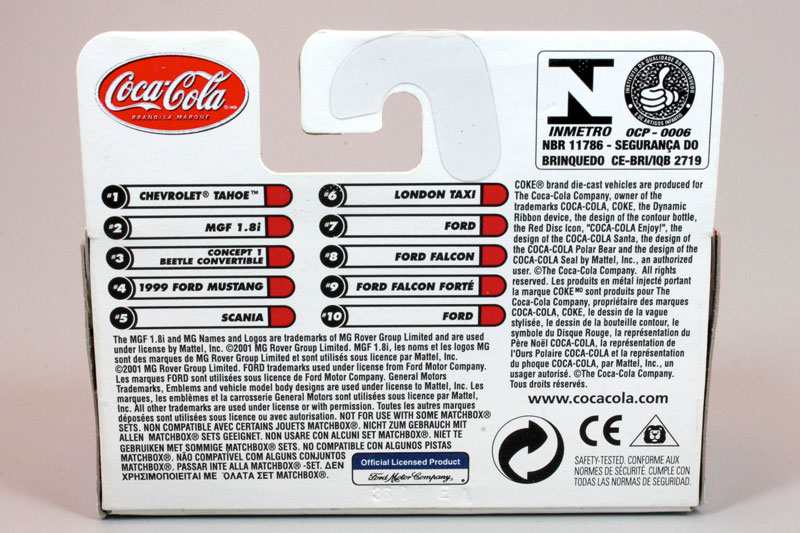 Coca-Cola
BRAND/LA MARQUE
INSTITUTO DA QUALIDADE DO BRINQUEDO
E DE ARTIGOS INFANTIS
INMETRO OCP - 0006
NBR 11786 - SEGURANÇA DO
BRINQUEDO CE-BRI/IQB 2719
#1 CHEVROLET® TAHOE™
#2 MGF 1.8i
#3 CONCEPT 1
BEETLE CONVERTIBLE
#4 1999 FORD MUSTANG
#5 SCANIA
#6 LONDON TAXI
#7 FORD
#8 FORD FALCON
#9 FORD FALCON FORTÉ
#10 FORD
The MGF 1.8i and MG Names and Logos are trademarks of MG Rover Group Limited and are used
under license by Mattel, Inc. ©2001 MG Rover Group Limited. MGF 1.8i, les noms et les logos MG
sont des marques de MG Rover Group Limited et sont utilisés sous licence par Mattel, Inc.
©2001 MG Rover Group Limited. FORD trademarks used under license from Ford Motor Company.
Les marques FORD sont utilisées sous licence de Ford Motor Company. General Motors
Trademarks, Emblems and vehicle model body designs are used under license to Mattel, Inc. Les
marques, les emblèmes et la carrosserie General Motors sont utilisés sous licence par Mattel,
Inc. All other trademarks are used under license or with permission. Toutes les autres marques
déposées sont utilisées sous licence ou avec autorisation. NOT FOR USE WITH SOME MATCHBOX®
SETS. NON COMPATIBLE AVEC CERTAINS JOUETS MATCHBOX®. NICHT ZUM GEBRAUCH MIT
ALLEN MATCHBOX® SETS GEEIGNET. NON USARE CON ALCUNI SET MATCHBOX®. NIET TE
GEBRUIKEN MET SOMMIGE MATCHBOX® SETS. NO COMPATIBLE CON ALGUNOS PISTAS
MATCHBOX®. NÃO COMPATÍVEL COM ALGUNS CONJUNTOS
MATCHBOX®. PASSAR INTE ALLA MATCHBOX® -SET. ΔΕΝ
ΧΡΗΣΙΜΟΠΟΙΕΙΤΑΙ ΜΕ ΌΛΑΤΑ ΣΕΤ MATCHBOX®.
Official Licensed Product
Ford Motor Company,
COKE® brand die-cast vehicles are produced for
The Coca-Cola Company, owner of the
trademarks COCA-COLA, COKE, the Dynamic
Ribbon device, the design of the contour bottle,
the Red Disc Icon, "COCA-COLA Enjoy!", the
design of the COCA-COLA Santa, the design of
the COCA-COLA Polar Bear and the design of the
COCA-COLA Seal by Mattel, Inc., an authorized
user. ©The Coca-Cola Company. All rights
reserved. Les produits en métal injecté portant
la marque COKE MD sont produits pour The
Coca-Cola Company, propriétaire des marques
COCA-COLA, COKE, le dessin de la vague
stylisée, le dessin de la bouteille contour, le
symbole du Disque Rouge, la représentation du
Père Noël COCA-COLA, la représentation de
l'Ours Polaire COCA-COLA et la représentation
du phoque COCA-COLA, par Mattel, Inc., un
usager autorisé. ©The Coca-Cola Company.
Tous droits réservés.
www.cocacola.com
CE
SAFETY-TESTED. CONFORME AUX
NORMES DE SÉCURITÉ. CUMPLE CON
TODAS LAS NORMAS DE SEGURIDAD.